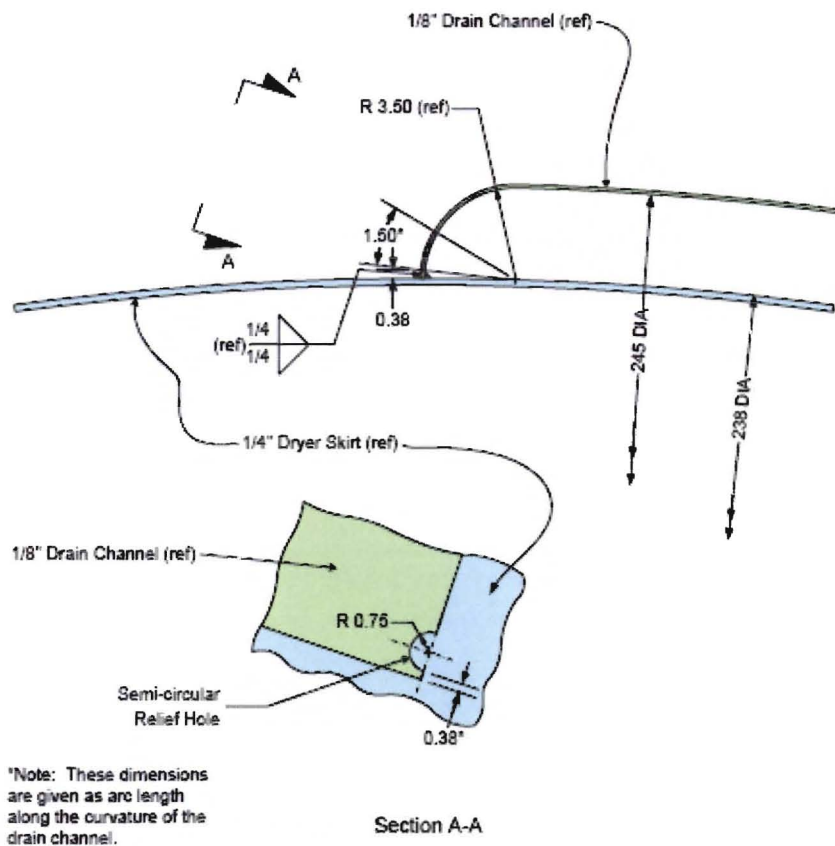 1/8" Drain Channel (ref)
A
R 3.50 (ref)
1.50*
A
0.38
(ref) 1/4
1/4
245 DIA
238 DIA
1/4" Dryer Skirt (ref)
1/8" Drain Channel (ref)
R 0.75
Semi-circular
Relief Hole
0.38*
*Note: These dimensions
are given as arc length
along the curvature of the
drain channel.
Section A-A